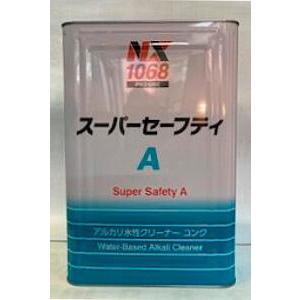 NX
1068
スーパーセーフティ
A
Super Safety A
アルカリ水性クリーナー コンク
Water-Based Alkali Cleaner